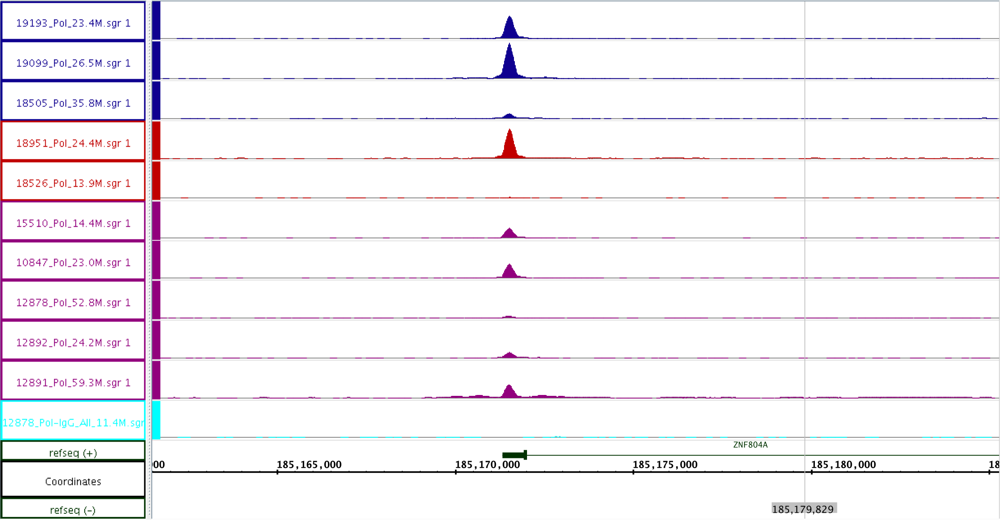 19193_Pol_23.4M.sgr 1
19099_Pol_26.5M.sgr 1
18505_Pol_35.8M.sgr 1
18951_Pol_24.4M.sgr 1
18526_Pol_13.9M.sgr 1
15510_Pol_14.4M.sgr 1
10847_Pol_23.0M.sgr 1
12878_Pol_52.8M.sgr 1
12892_Pol_24.2M.sgr 1
12891_Pol_59.3M.sgr 1
12878_Pol-IgG_All_11.4M.sgr
ZNF804A
refseq (+)
000 185,165,000 185,170,000 185,175,000 185,180,000 18
Coordinates
refseq (-) 185,179,829